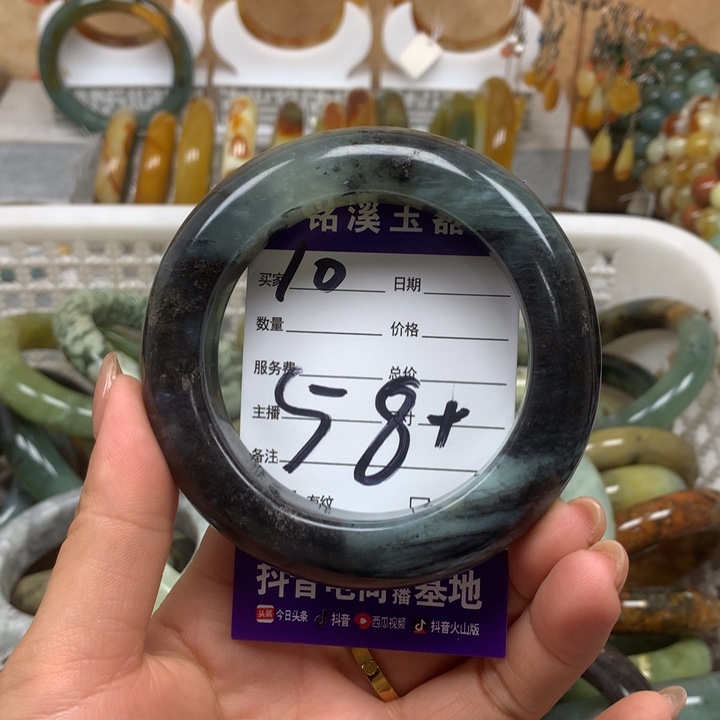 铭溪玉器
买家 10 日期
数量 价格
服务费 总价
主播 58+
备注
抖音电商直播基地
今日头条 抖音 西瓜视频 抖音火山版